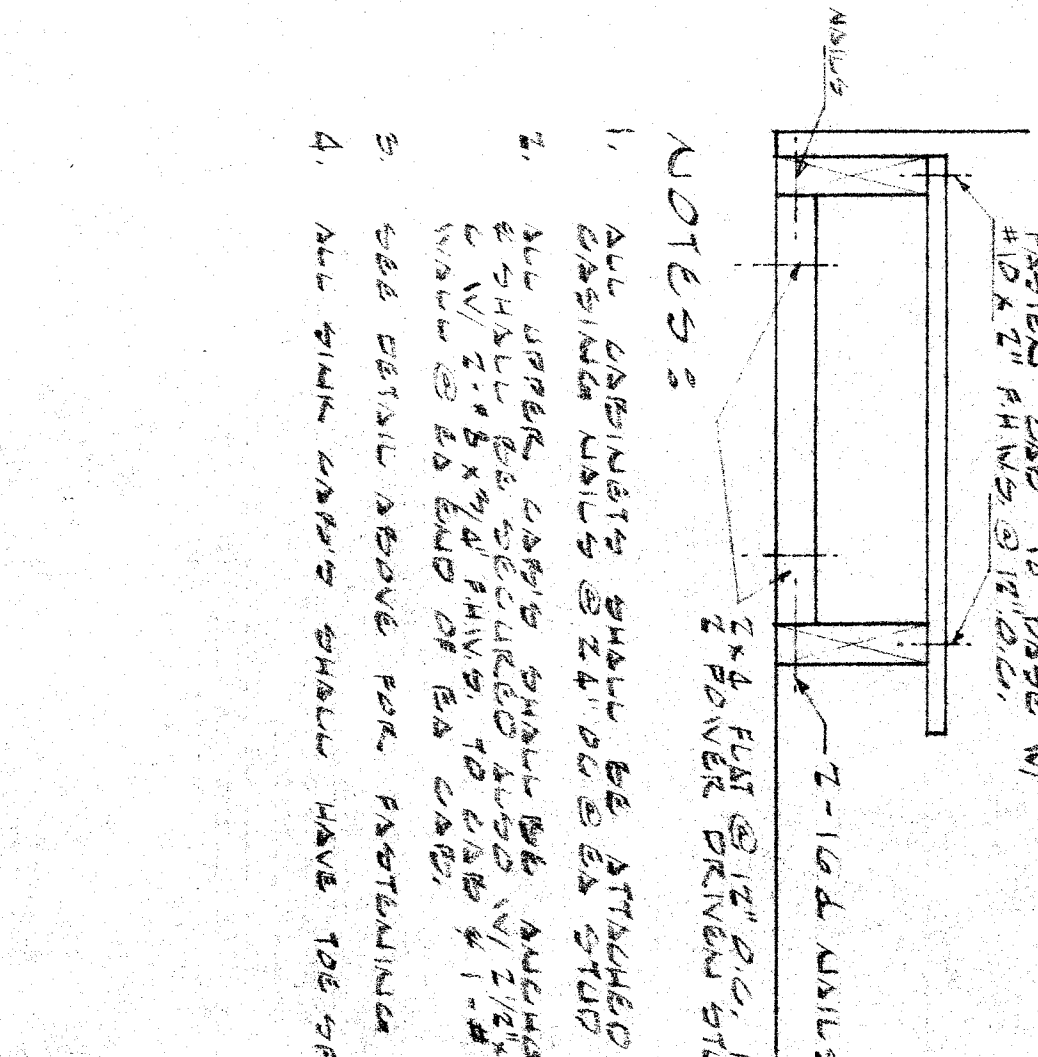 FASTEN CAB TO BASE W/
#10 x 2" F.H.W.S. @ 12" O.C.
NAILS
2-16d NAILS
2x4 FLAT @ 12" O.C.
2 POWER DRIVEN
NOTES:
1. ALL CABINETS SHALL BE ATTACHED
CASING NAILS @ 24" OC @ EA STUD
2. ALL UPPER CAB'S SHALL BE
& SHALL BE SECURED ALSO W/ 2 1/2" x
W/ 2-#8 x 3/4" F.H.W.S. TO CAB & 1-#
WALL @ EA END OF EA CAB.
3. SEE DETAIL ABOVE FOR FASTENING
4. ALL SINK CAB'S SHALL HAVE TOE